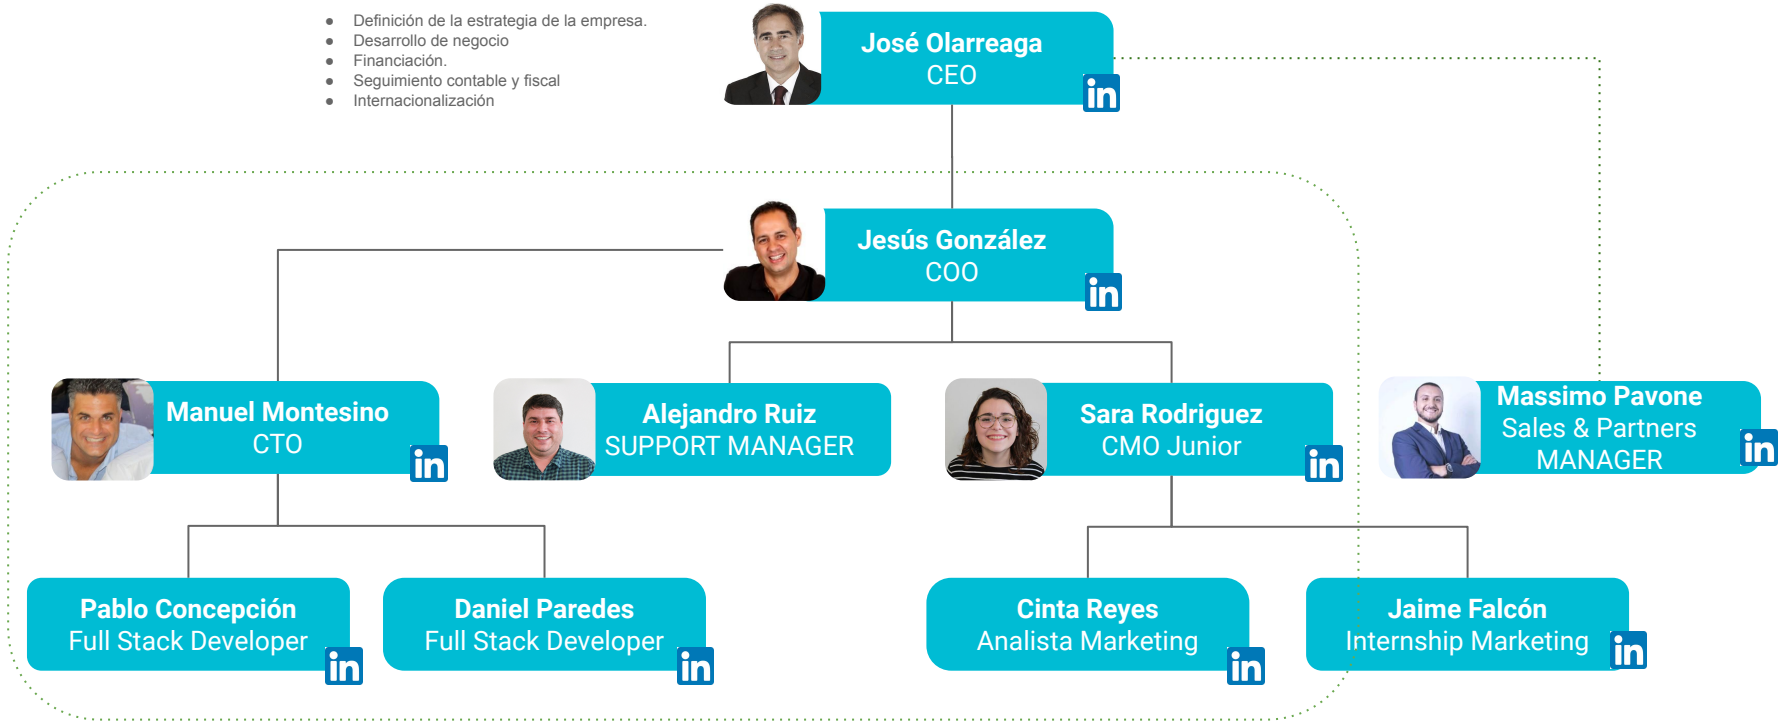 ● Definición de la estrategia de la empresa.
● Desarrollo de negocio
● Financiación.
● Seguimiento contable y fiscal
● Internacionalización
José Olarreaga
CEO
in
Jesús González
COO
in
Manuel Montesino
CTO
in
Alejandro Ruiz
SUPPORT MANAGER
Sara Rodriguez
CMO Junior
in
Massimo Pavone
Sales & Partners
MANAGER
in
Pablo Concepción
Full Stack Developer
in
Daniel Paredes
Full Stack Developer
in
Cinta Reyes
Analista Marketing
in
Jaime Falcón
Internship Marketing
in